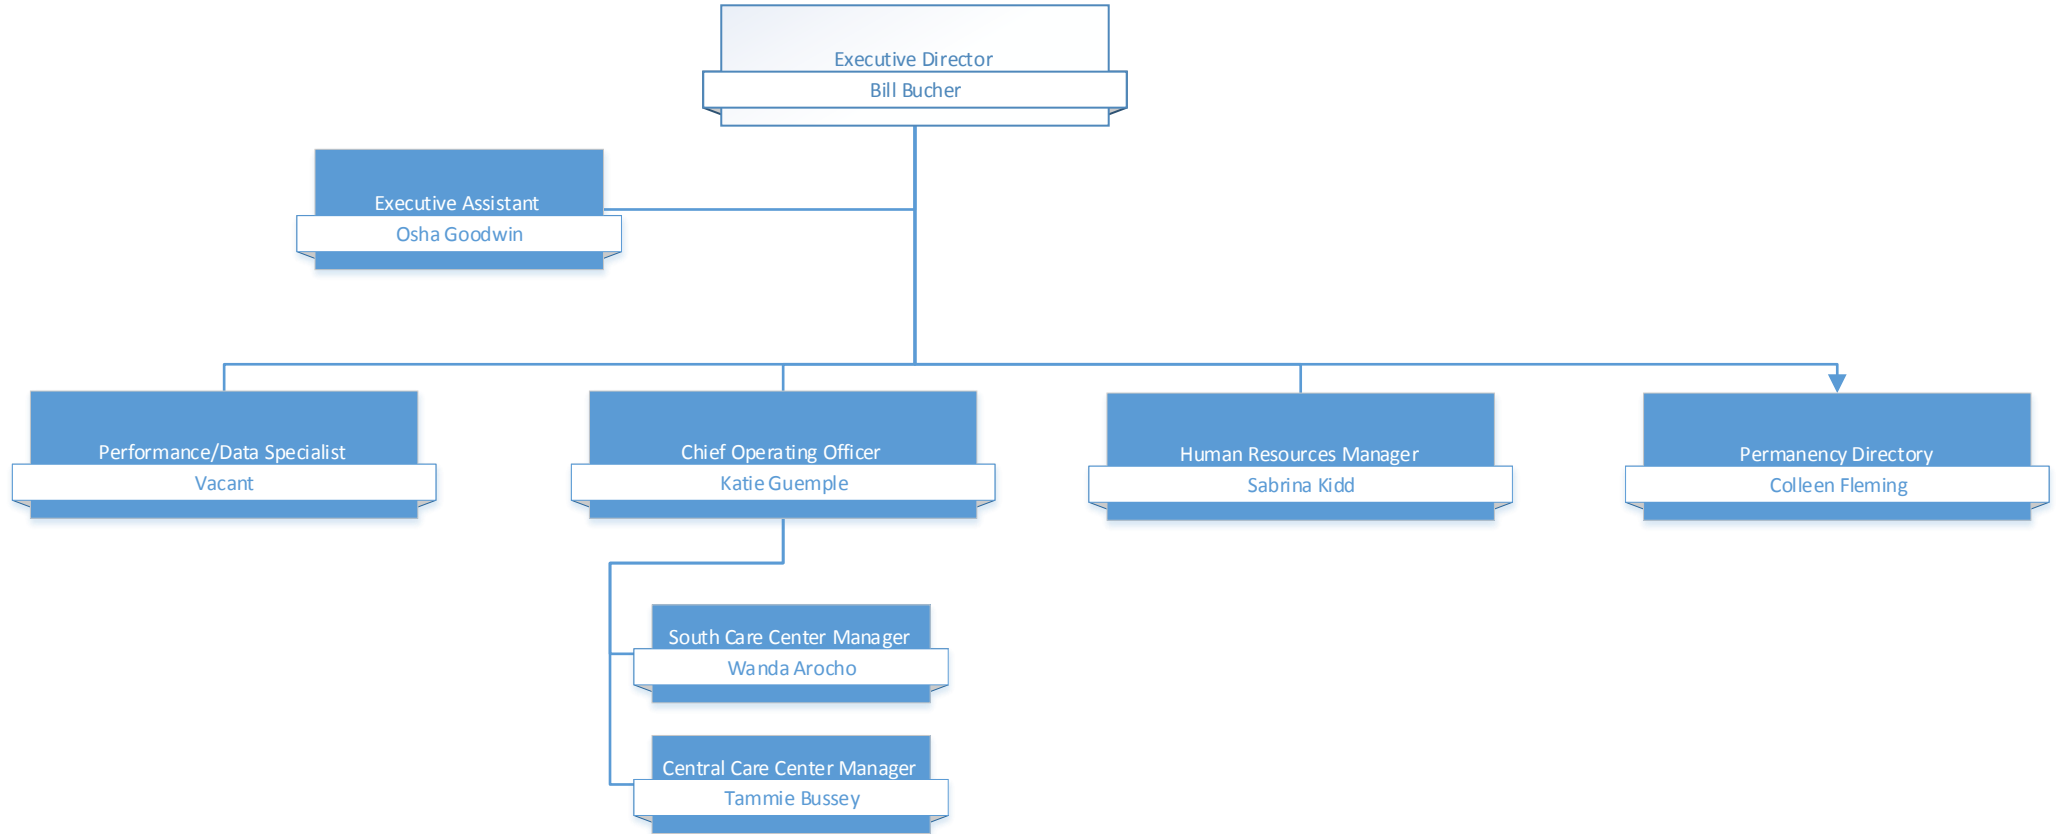 Executive Director
Bill Bucher
Executive Assistant
Osha Goodwin
Performance/Data Specialist
Vacant
Chief Operating Officer
Katie Guemple
Human Resources Manager
Sabrina Kidd
Permanency Directory
Colleen Fleming
South Care Center Manager
Wanda Arocho
Central Care Center Manager
Tammie Bussey